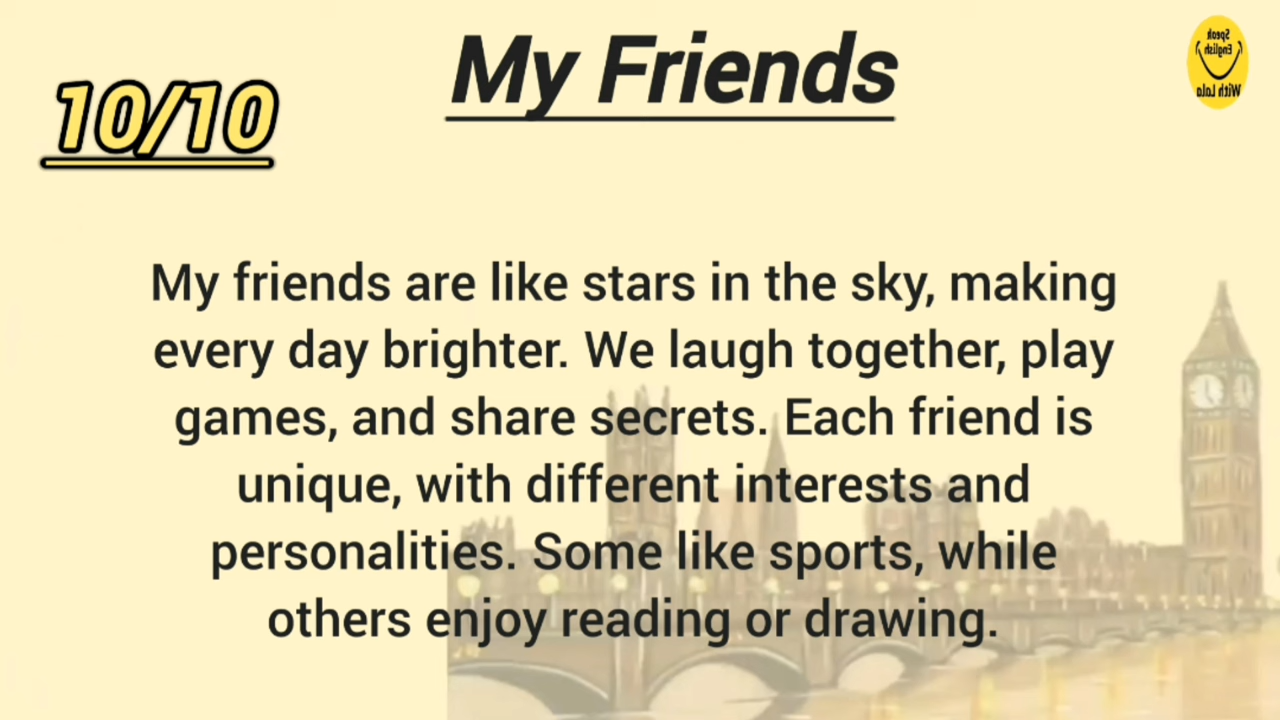 My Friends
10/10
Speak
English
With Lala
My friends are like stars in the sky, making
every day brighter. We laugh together, play
games, and share secrets. Each friend is
unique, with different interests and
personalities. Some like sports, while
others enjoy reading or drawing.